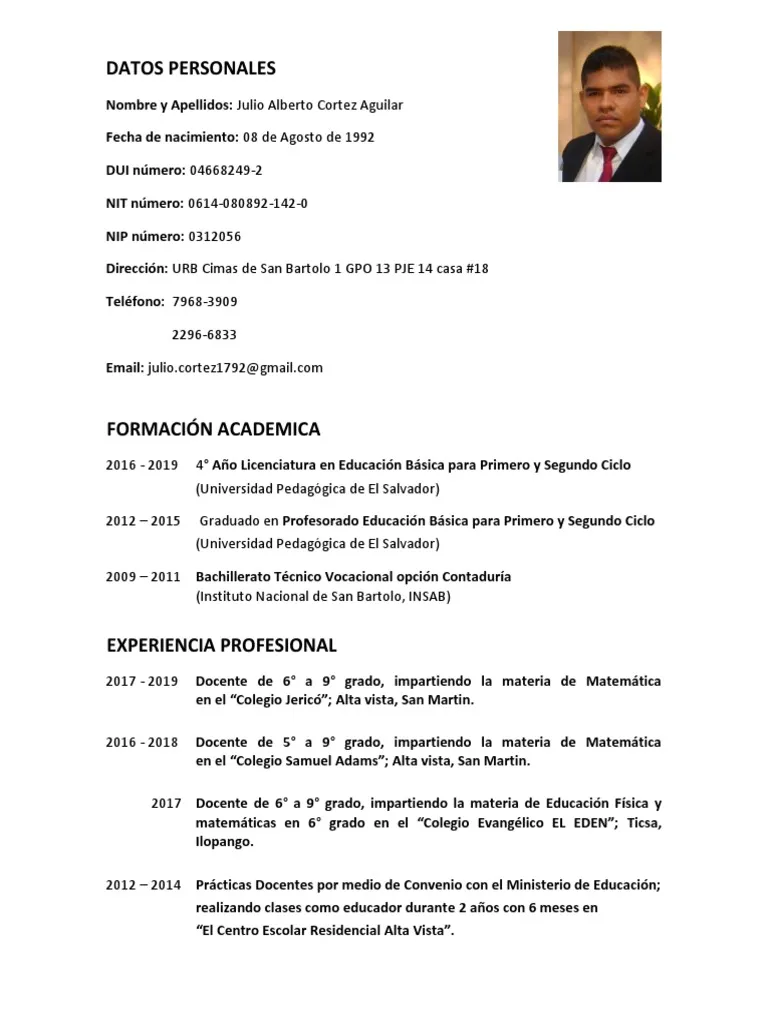 DATOS PERSONALES
Nombre y Apellidos: Julio Alberto Cortez Aguilar
Fecha de nacimiento: 08 de Agosto de 1992
DUI número: 04668249-2
NIT número: 0614-080892-142-0
NIP número: 0312056
Dirección: URB Cimas de San Bartolo 1 GPO 13 PJE 14 casa #18
Teléfono: 7968-3909
2296-6833
Email: julio.cortez1792@gmail.com
FORMACIÓN ACADEMICA
2016 - 2019 4° Año Licenciatura en Educación Básica para Primero y Segundo Ciclo
(Universidad Pedagógica de El Salvador)
2012 – 2015 Graduado en Profesorado Educación Básica para Primero y Segundo Ciclo
(Universidad Pedagógica de El Salvador)
2009 – 2011 Bachillerato Técnico Vocacional opción Contaduría
(Instituto Nacional de San Bartolo, INSAB)
EXPERIENCIA PROFESIONAL
2017 - 2019 Docente de 6° a 9° grado, impartiendo la materia de Matemática
en el “Colegio Jericó”; Alta vista, San Martin.
2016 - 2018 Docente de 5° a 9° grado, impartiendo la materia de Matemática
en el “Colegio Samuel Adams”; Alta vista, San Martin.
2017 Docente de 6° a 9° grado, impartiendo la materia de Educación Física y
matemáticas en 6° grado en el “Colegio Evangélico EL EDEN”; Ticsa,
Ilopango.
2012 – 2014 Prácticas Docentes por medio de Convenio con el Ministerio de Educación;
realizando clases como educador durante 2 años con 6 meses en
“El Centro Escolar Residencial Alta Vista”.